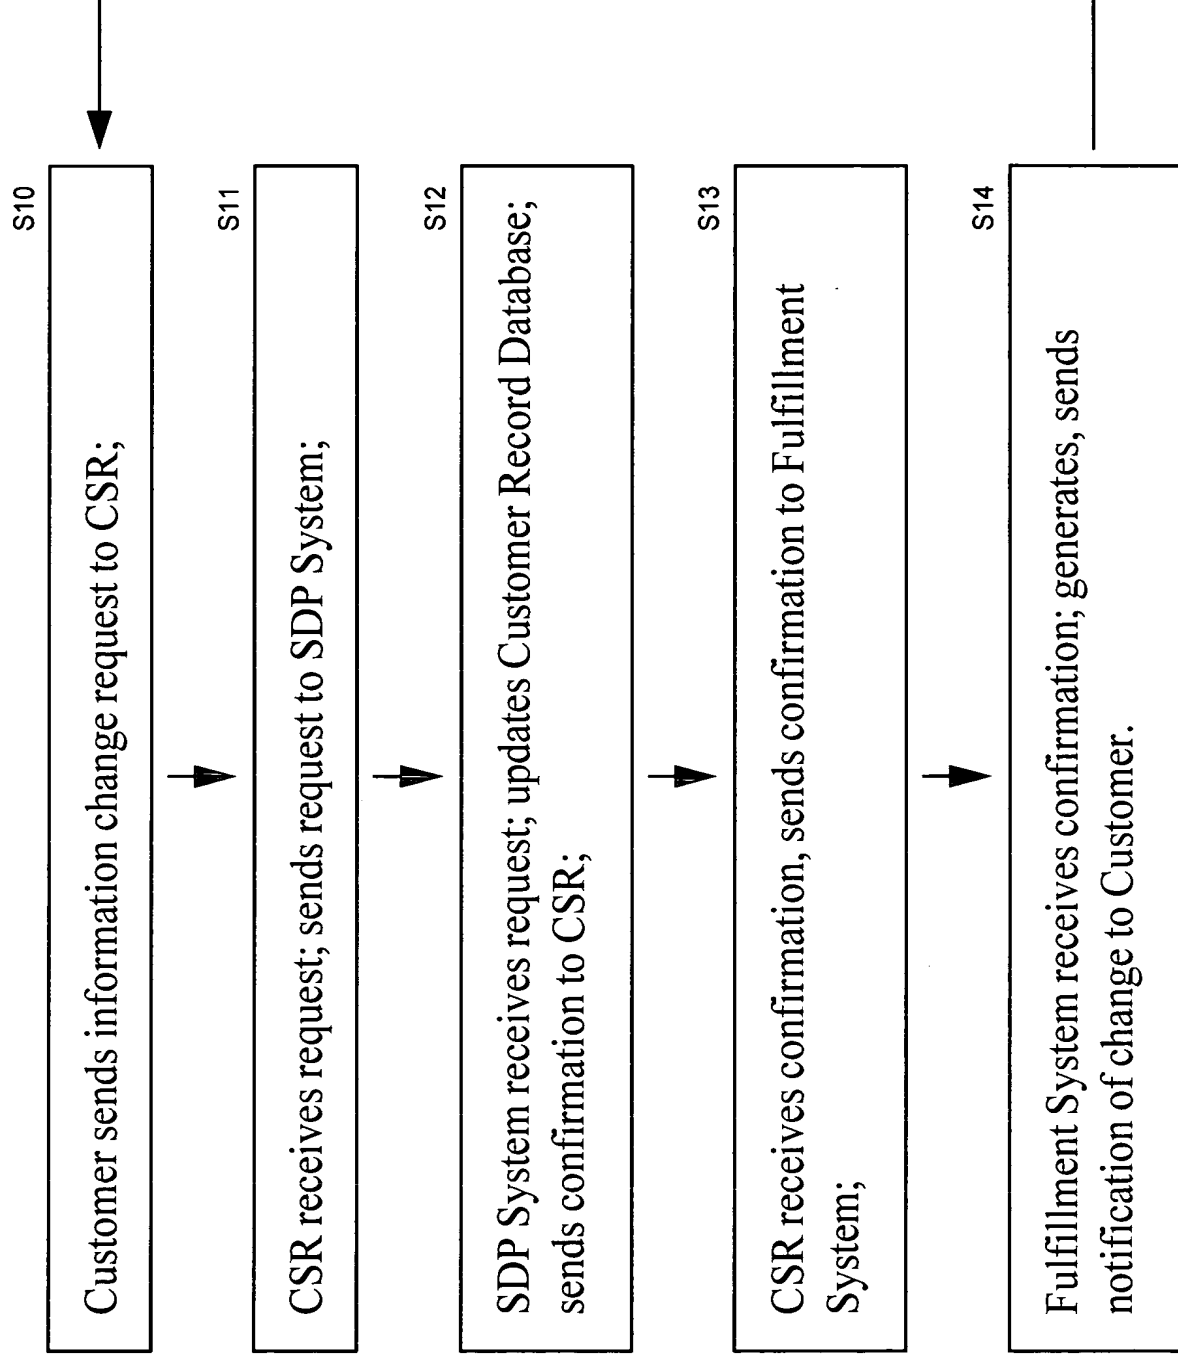 S10
Customer sends information change request to CSR;
S11
CSR receives request; sends request to SDP System;
S12
SDP System receives request; updates Customer Record Database;
sends confirmation to CSR;
S13
CSR receives confirmation, sends confirmation to Fulfillment
System;
S14
Fulfillment System receives confirmation; generates, sends
notification of change to Customer.